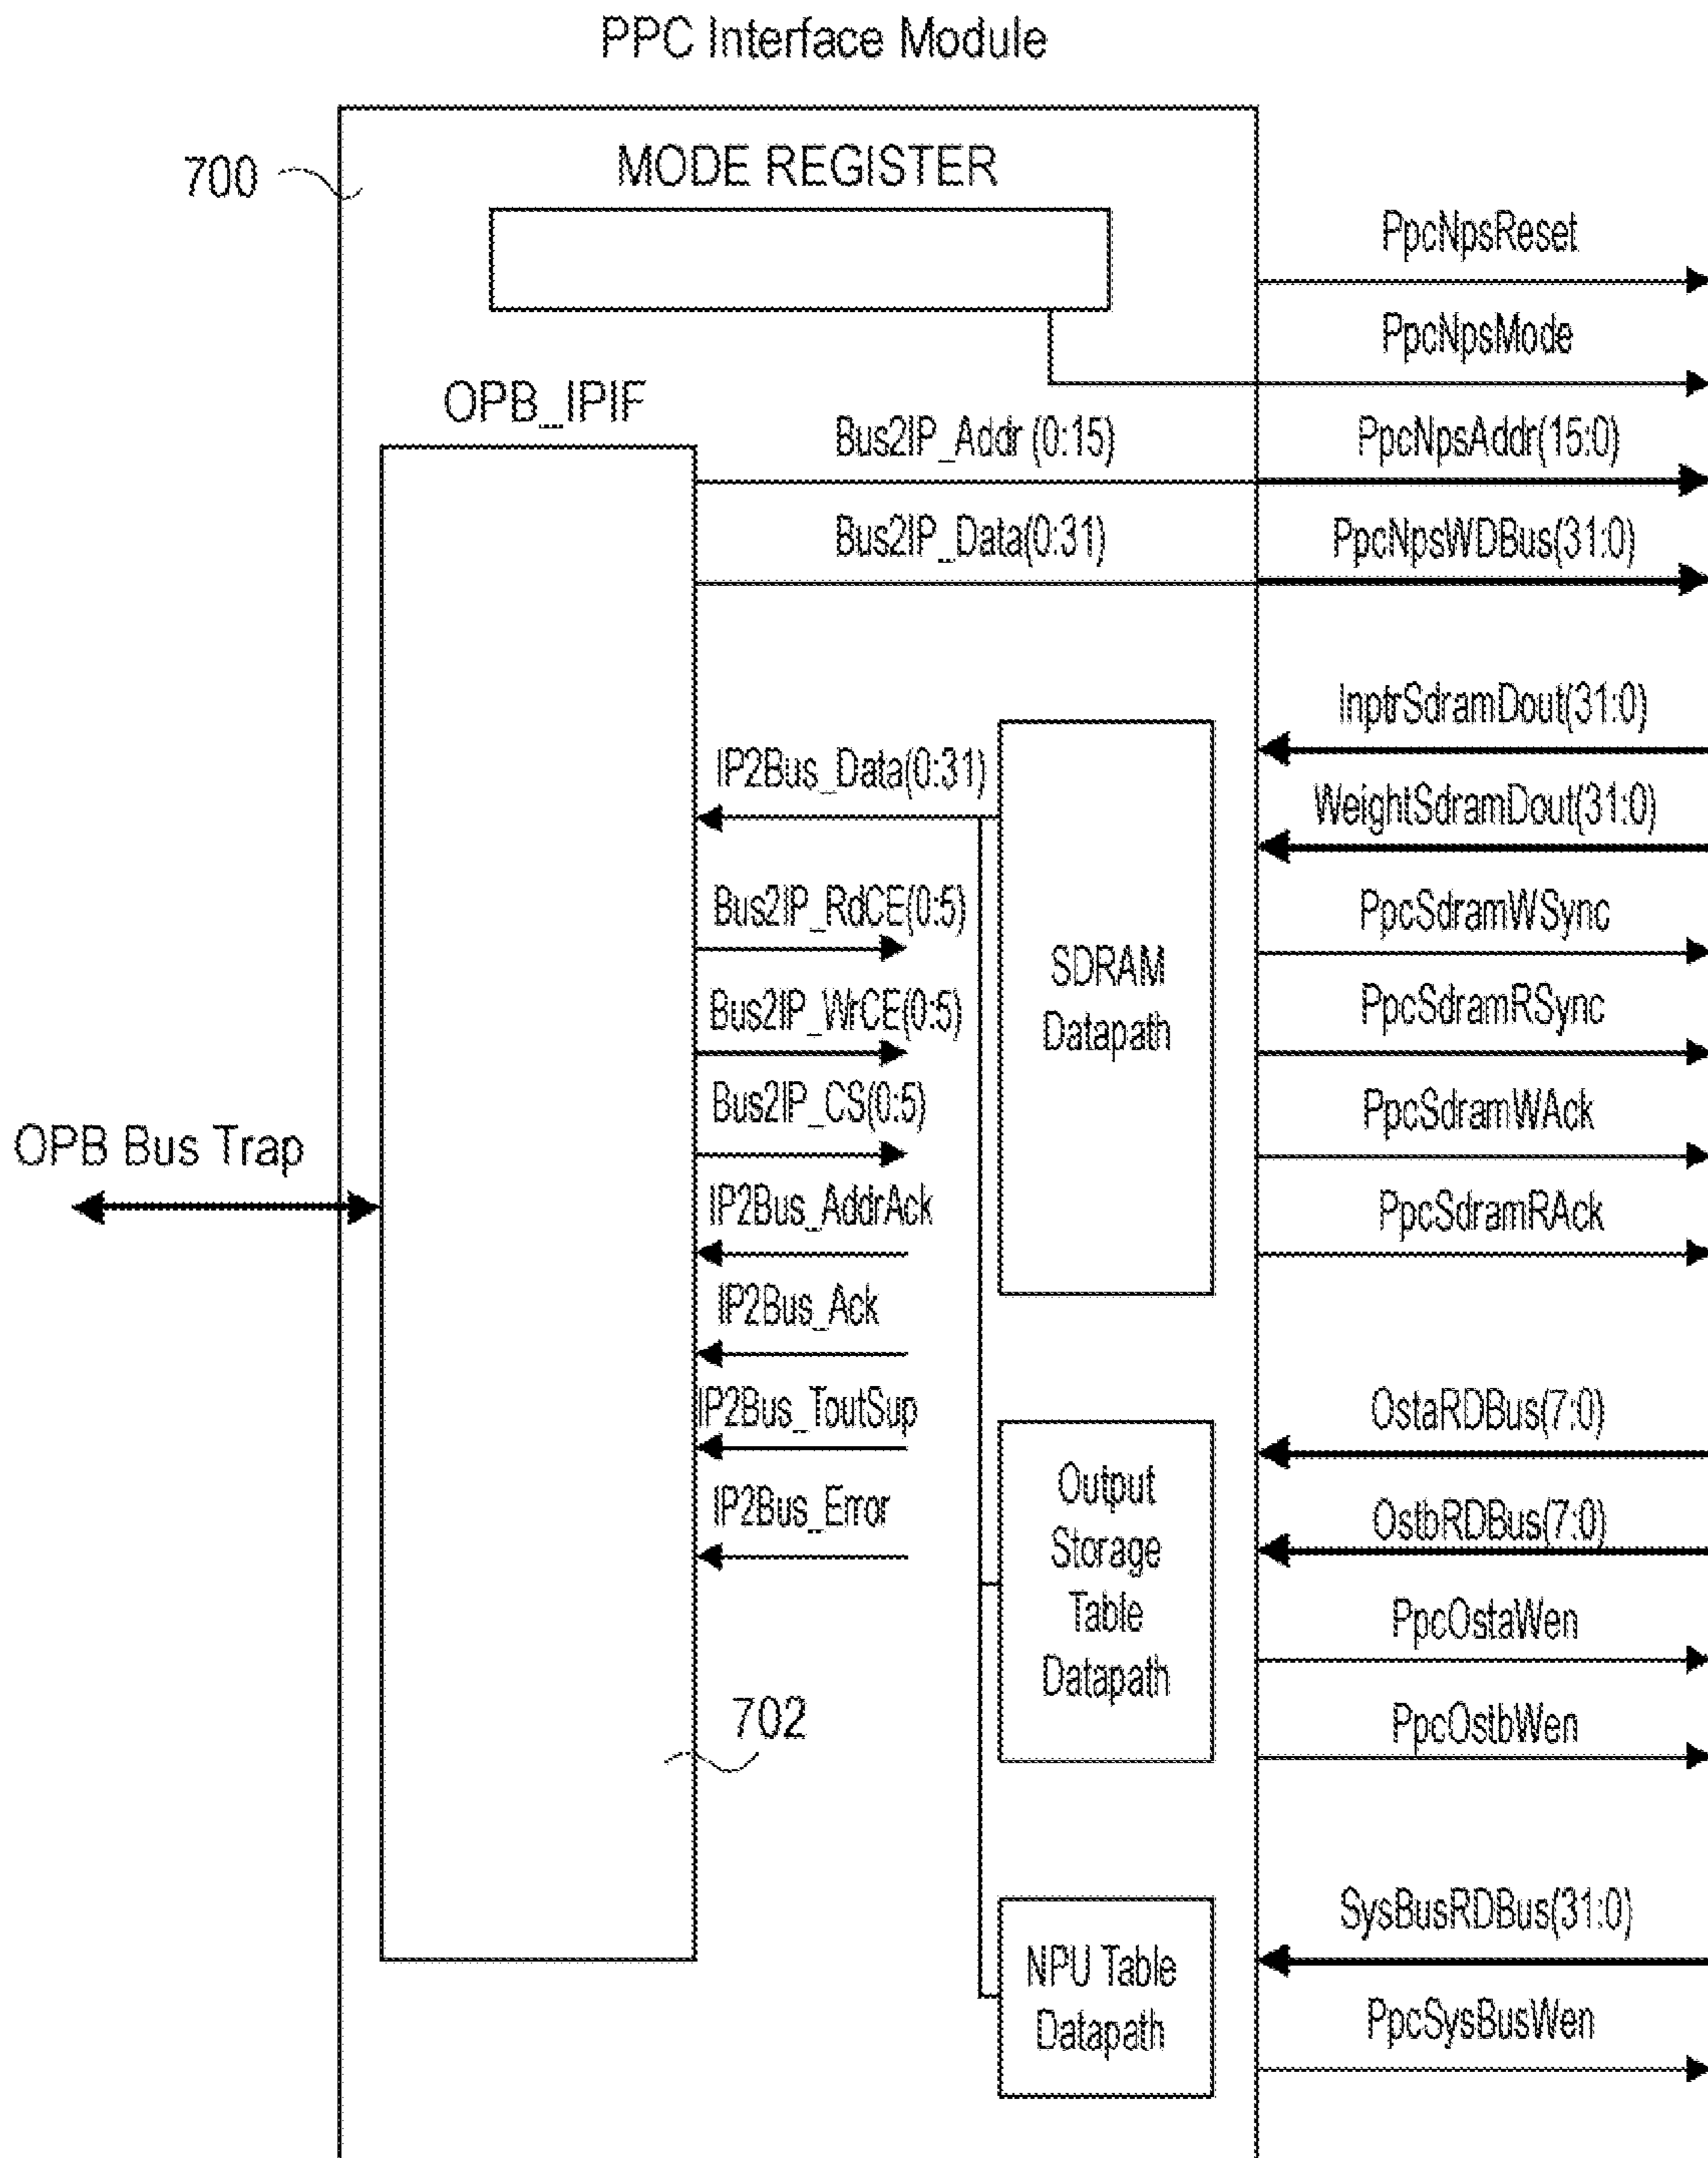 PPC Interface Module
700
MODE REGISTER
PpcNpsReset
PpcNpsMode
OPB_IPIF
Bus2IP_Addr (0:15)
PpcNpsAddr(15:0)
Bus2IP_Data(0:31)
PpcNpsWDBus(31:0)
InptrSdramDout(31:0)
IP2Bus_Data(0:31)
WeightSdramDout(31:0)
Bus2IP_RdCE(0:5)
PpcSdramWSync
SDRAM
Datapath
Bus2IP_WrCE(0:5)
PpcSdramRSync
Bus2IP_CS(0:5)
PpcSdramWAck
OPB Bus Trap
IP2Bus_AddrAck
PpcSdramRAck
IP2Bus_Ack
IP2Bus_ToutSup
OstaRDBus(7:0)
Output
Storage
Table
Datapath
IP2Bus_Error
OstbRDBus(7:0)
PpcOstaWen
702
PpcOstbWen
SysBusRDBus(31:0)
NPU Table
Datapath
PpcSysBusWen